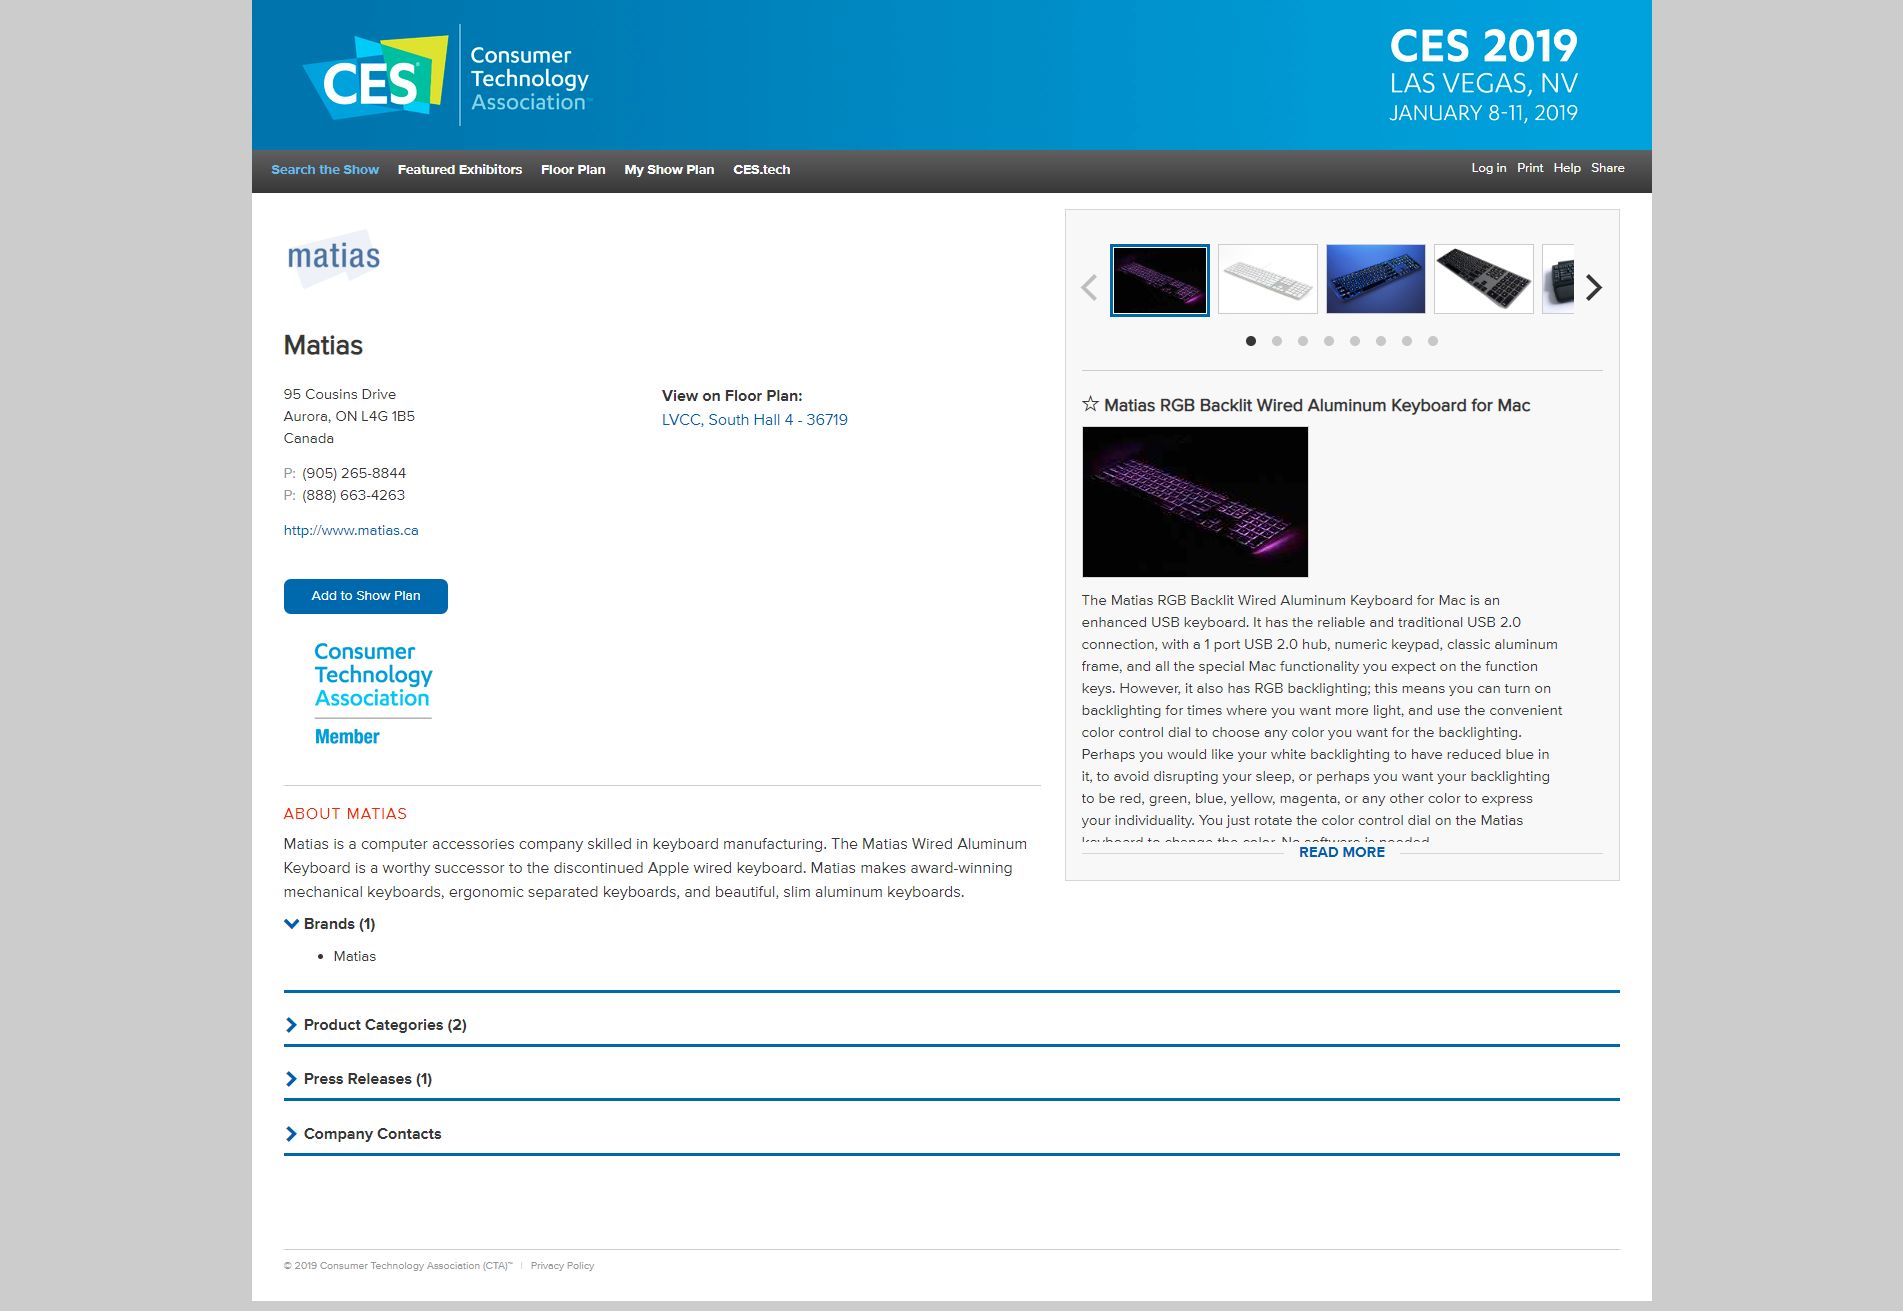 CES
Consumer
Technology
Association™
CES 2019
LAS VEGAS, NV
JANUARY 8-11, 2019
Search the Show Featured Exhibitors Floor Plan My Show Plan CES.tech
Log in Print Help Share
matias
Matias
95 Cousins Drive
Aurora, ON L4G 1B5
Canada
P: (905) 265-8844
P: (888) 663-4263
http://www.matias.ca
View on Floor Plan:
LVCC, South Hall 4 - 36719
Add to Show Plan
Consumer
Technology
Association
Member
ABOUT MATIAS
Matias is a computer accessories company skilled in keyboard manufacturing. The Matias Wired Aluminum
Keyboard is a worthy successor to the discontinued Apple wired keyboard. Matias makes award-winning
mechanical keyboards, ergonomic separated keyboards, and beautiful, slim aluminum keyboards.
Brands (1)
• Matias
Matias RGB Backlit Wired Aluminum Keyboard for Mac
The Matias RGB Backlit Wired Aluminum Keyboard for Mac is an
enhanced USB keyboard. It has the reliable and traditional USB 2.0
connection, with a 1 port USB 2.0 hub, numeric keypad, classic aluminum
frame, and all the special Mac functionality you expect on the function
keys. However, it also has RGB backlighting; this means you can turn on
backlighting for times where you want more light, and use the convenient
color control dial to choose any color you want for the backlighting.
Perhaps you would like your white backlighting to have reduced blue in
it, to avoid disrupting your sleep, or perhaps you want your backlighting
to be red, green, blue, yellow, magenta, or any other color to express
your individuality. You just rotate the color control dial on the Matias
keyboard to change the color. No software is needed.
READ MORE
Product Categories (2)
Press Releases (1)
Company Contacts
© 2019 Consumer Technology Association (CTA)™ | Privacy Policy